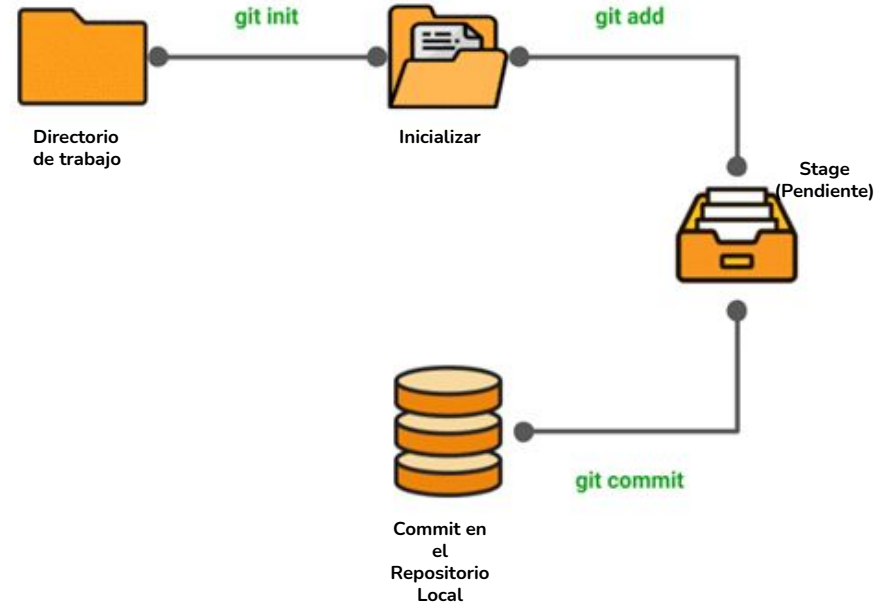 git init
git add
Directorio
de trabajo
Inicializar
Stage
(Pendiente)
git commit
Commit en
el
Repositorio
Local